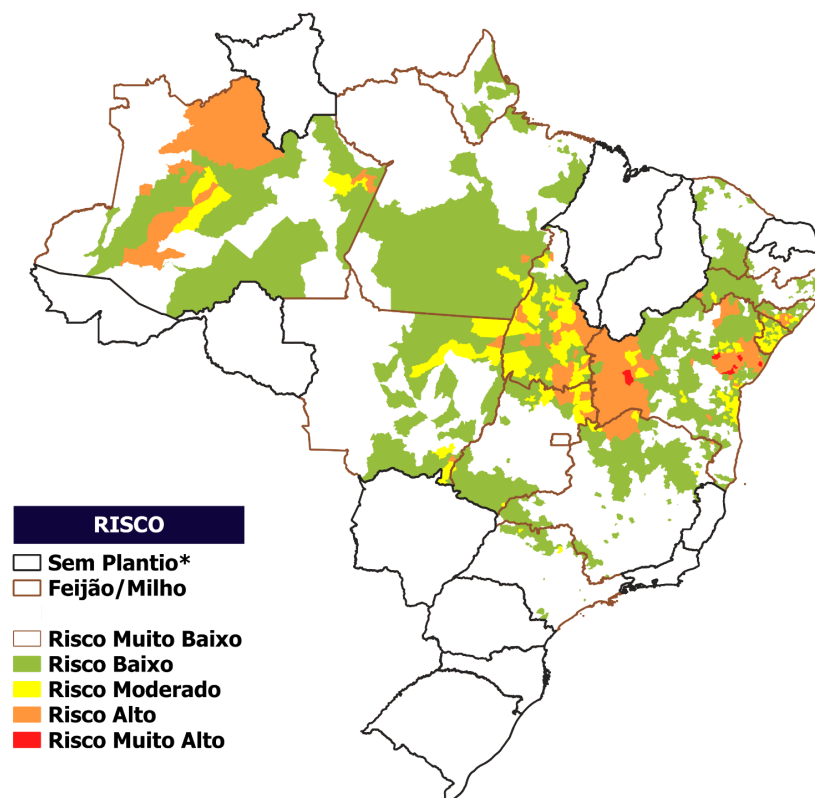 RISCO
Sem Plantio*
Feijão/Milho
Risco Muito Baixo
Risco Baixo
Risco Moderado
Risco Alto
Risco Muito Alto